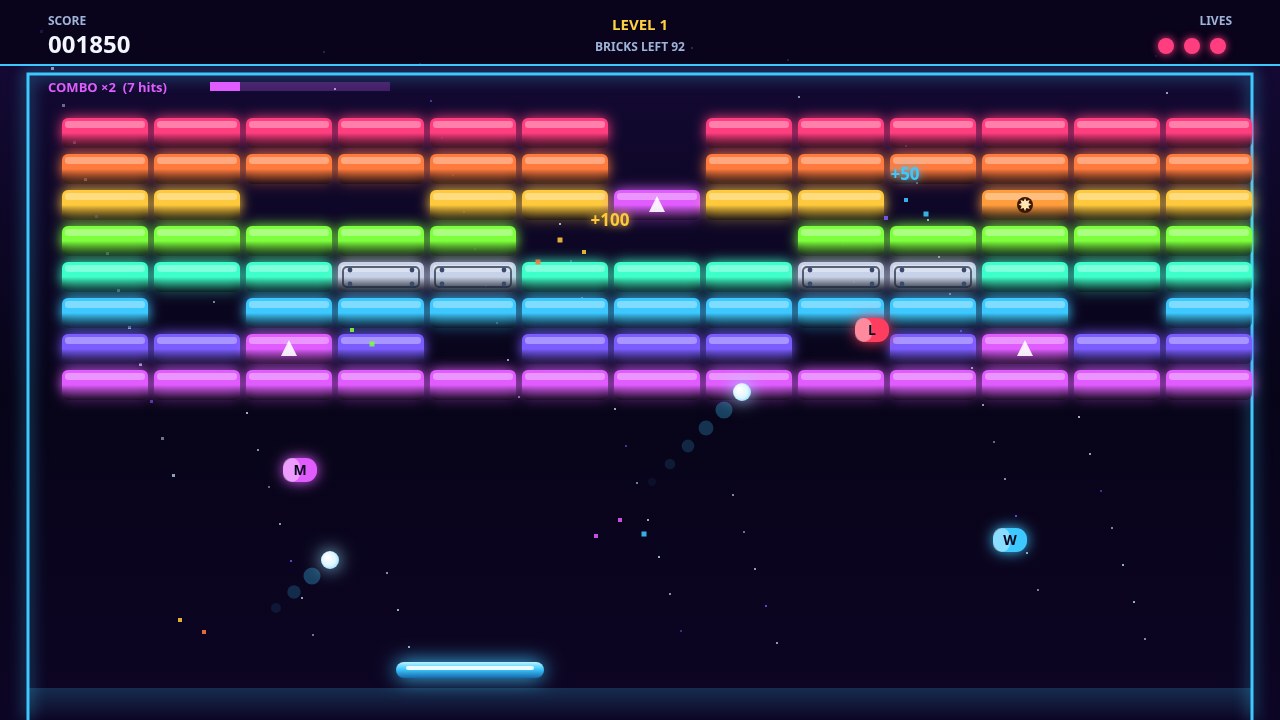 SCORE
001850
LEVEL 1
BRICKS LEFT 92
LIVES
COMBO ×2 (7 hits)
+50
+100
L
M
W